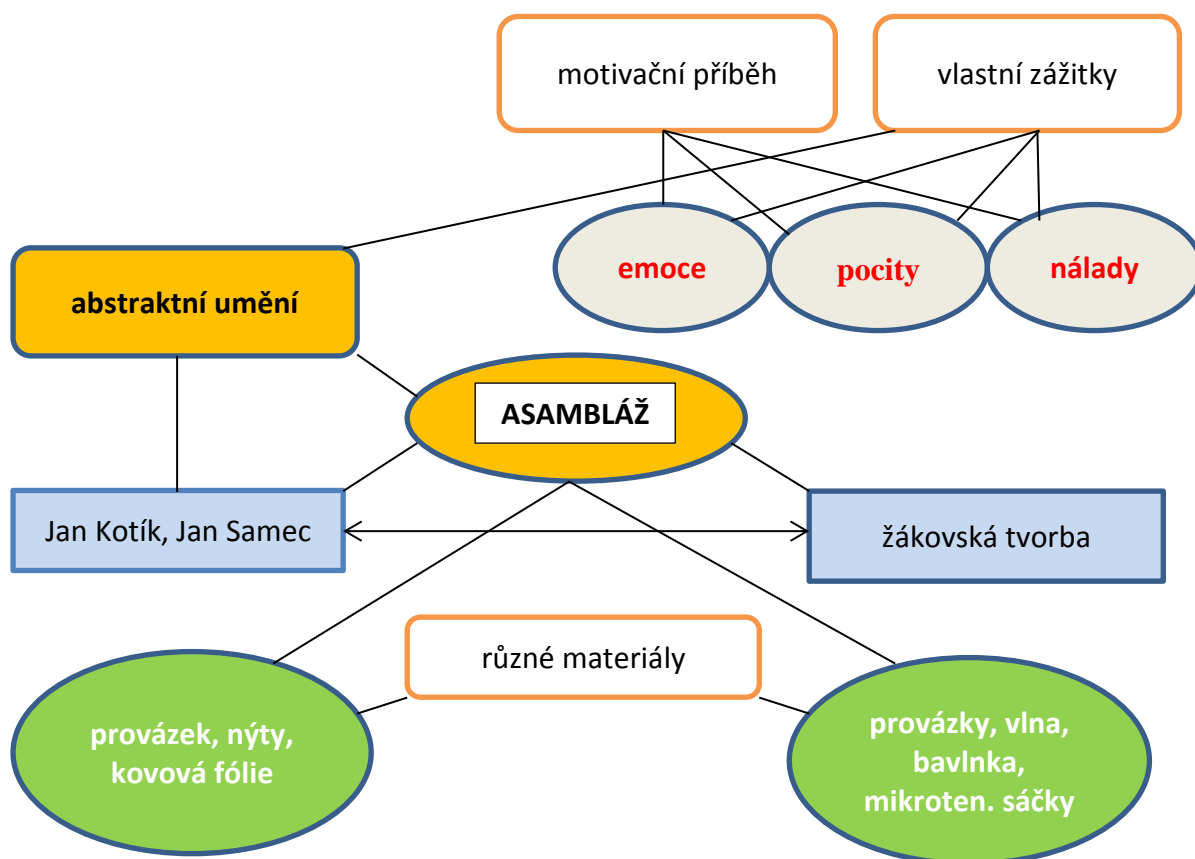 motivační příběh
vlastní zážitky
emoce
pocity
nálady
abstraktní umění
ASAMBLÁŽ
Jan Kotík, Jan Samec
žákovská tvorba
různé materiály
provázek, nýty,
kovová fólie
provázky, vlna,
bavlnka,
mikroten. sáčky